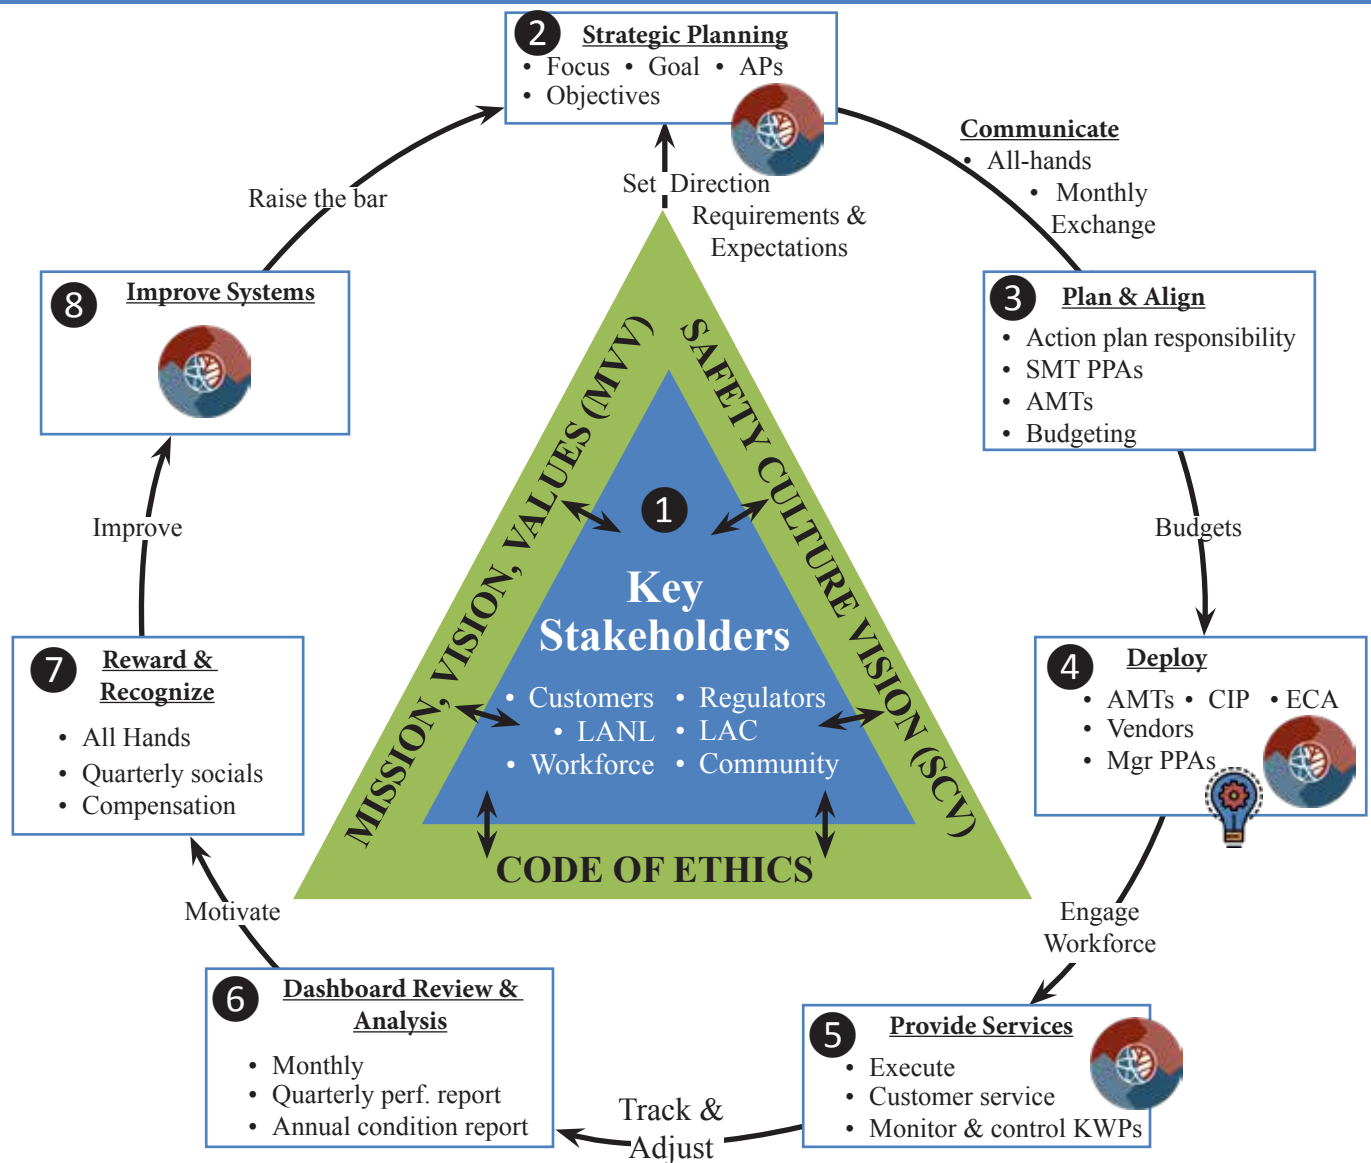 2 Strategic Planning
• Focus • Goal • APs
• Objectives
Communicate
• All-hands
• Monthly
Exchange
Set Direction
Requirements &
Expectations
Raise the bar
8 Improve Systems
3 Plan & Align
• Action plan responsibility
• SMT PPAs
• AMTs
• Budgeting
MISSION, VISION, VALUES (MVV)
SAFETY CULTURE VISION (SCV)
1
Key
Stakeholders
• Customers • Regulators
• LANL • LAC
• Workforce • Community
CODE OF ETHICS
Improve
Budgets
7 Reward &
Recognize
• All Hands
• Quarterly socials
• Compensation
4 Deploy
• AMTs • CIP • ECA
• Vendors
• Mgr PPAs
Motivate
Engage
Workforce
6 Dashboard Review &
Analysis
• Monthly
• Quarterly perf. report
• Annual condition report
Track &
Adjust
5 Provide Services
• Execute
• Customer service
• Monitor & control KWPs